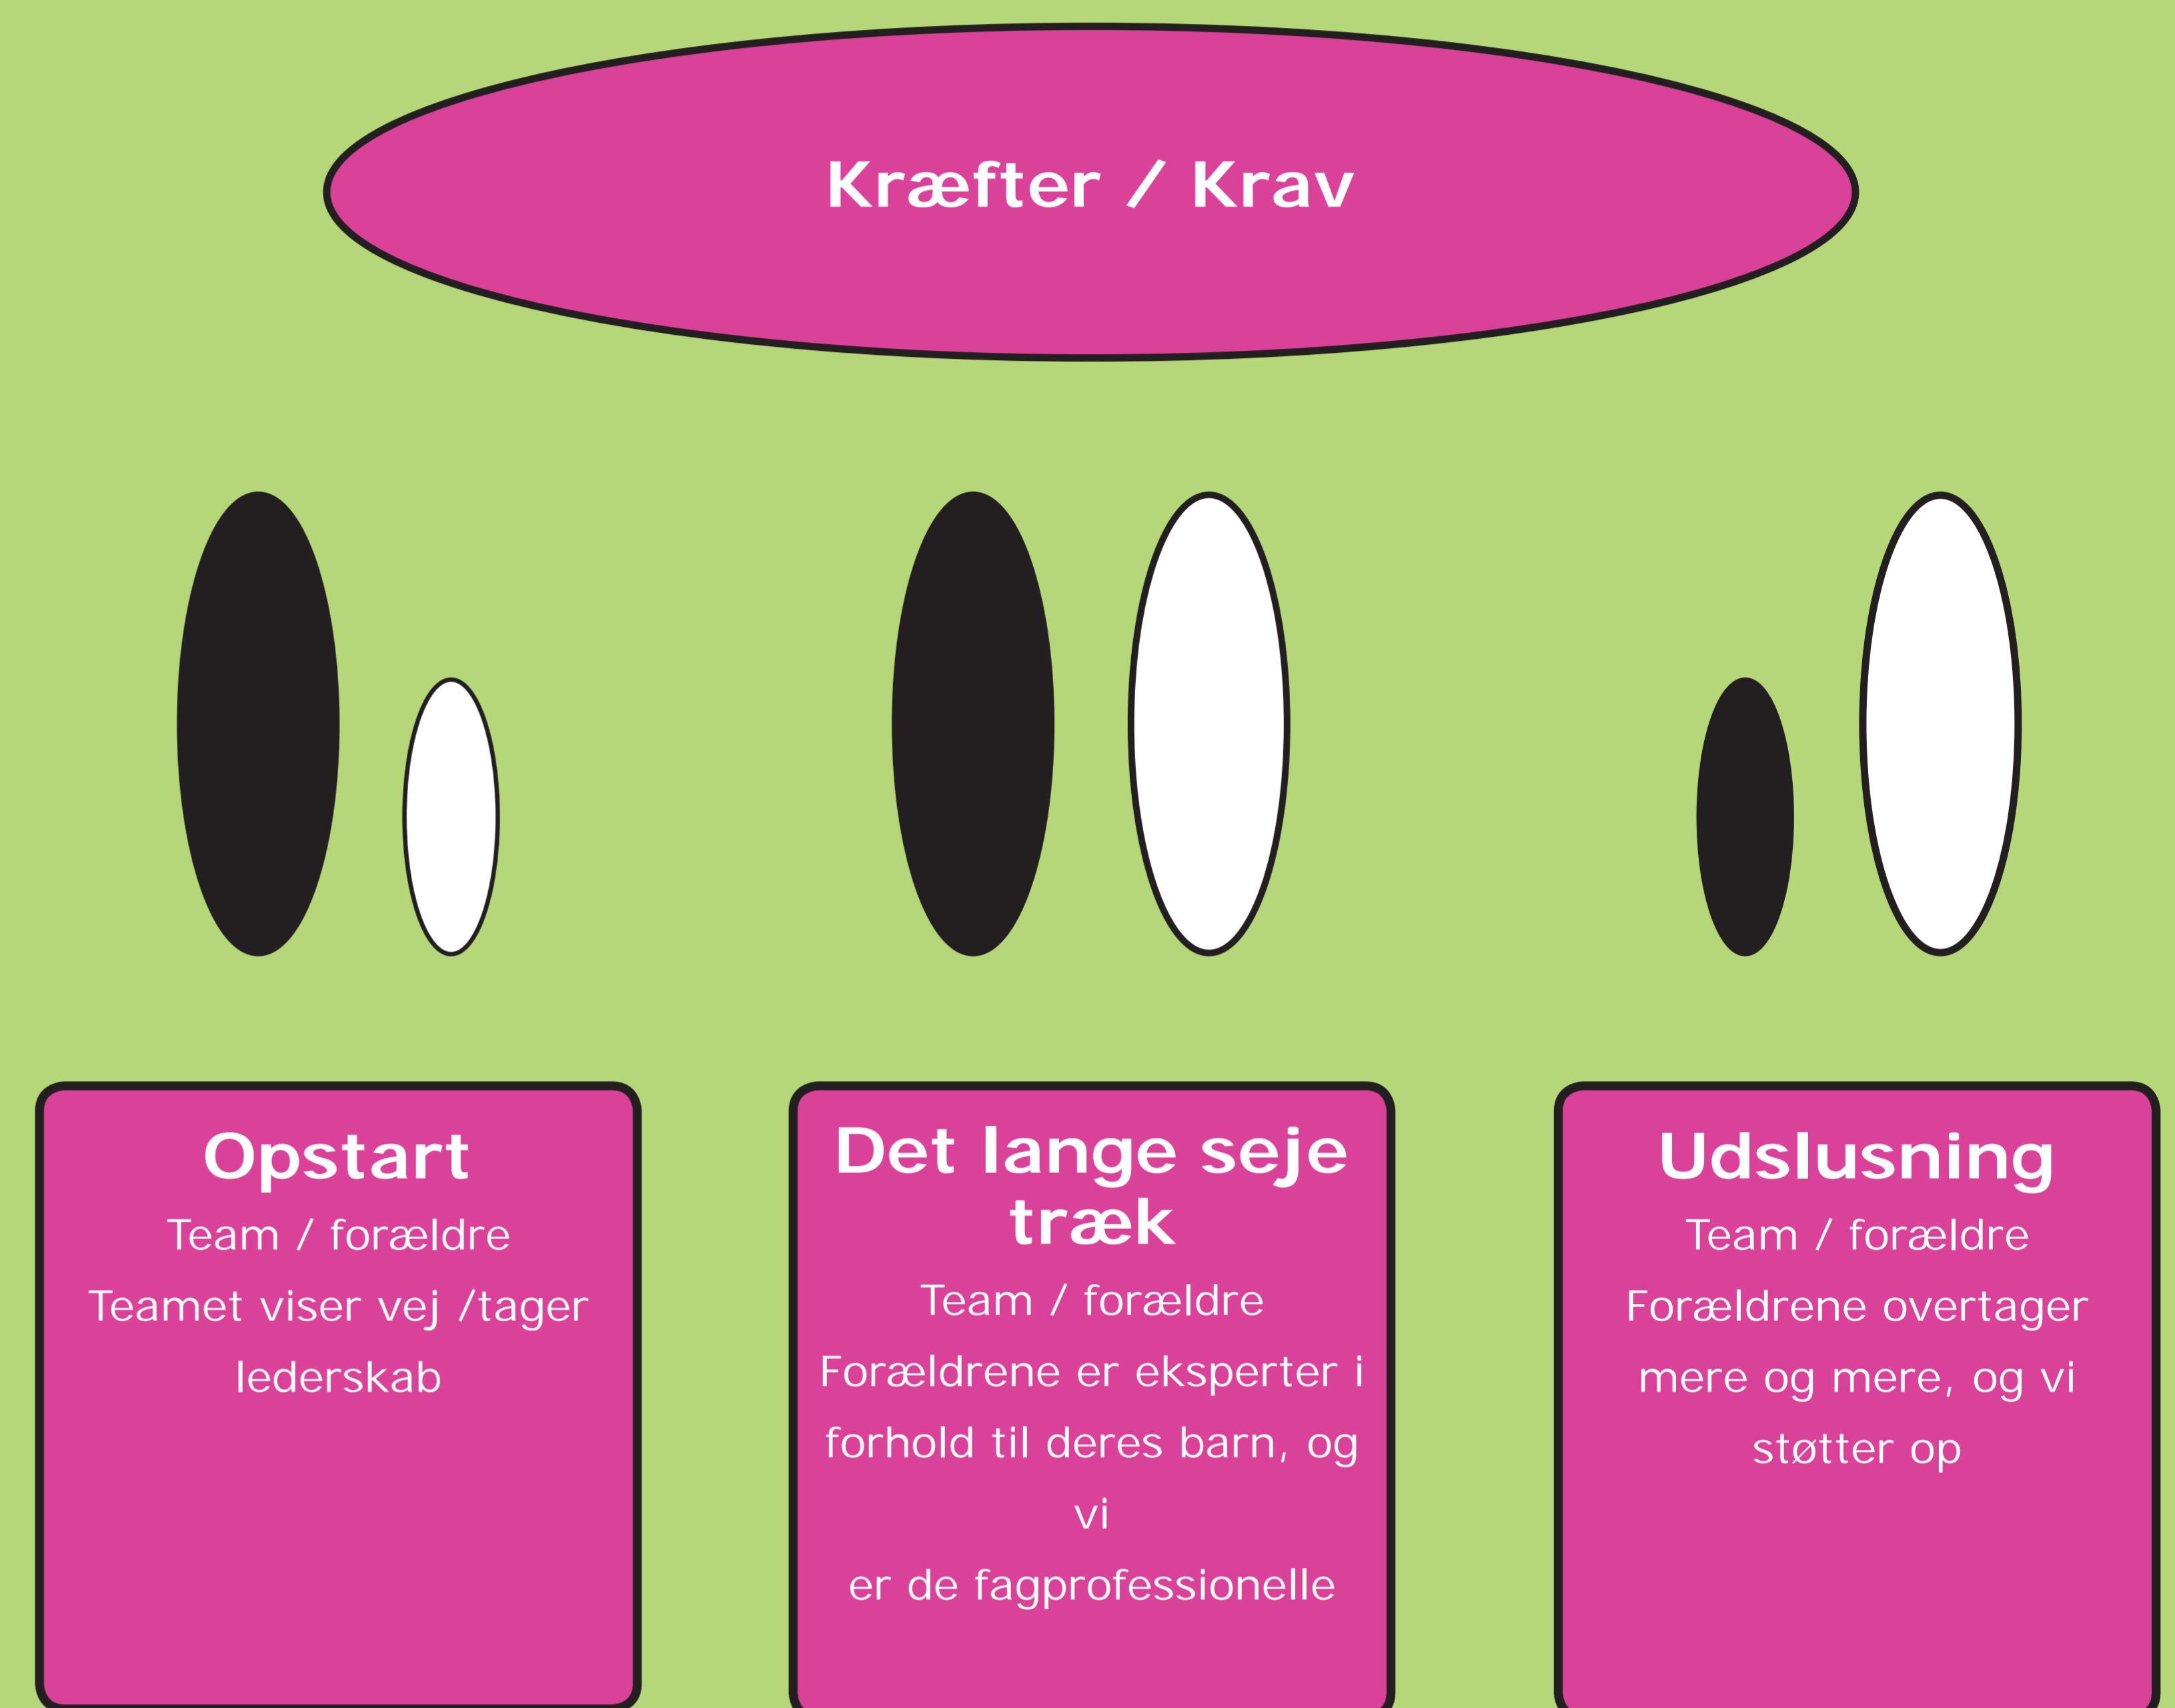 Kræfter / Krav
Opstart
Team / forældre
Teamet viser vej /tager
lederskab
Det lange seje
træk
Team / forældre
Forældrene er eksperter i
forhold til deres barn, og
vi
er de fagprofessionelle
Udslusning
Team / forældre
Forældrene overtager
mere og mere, og vi
støtter op